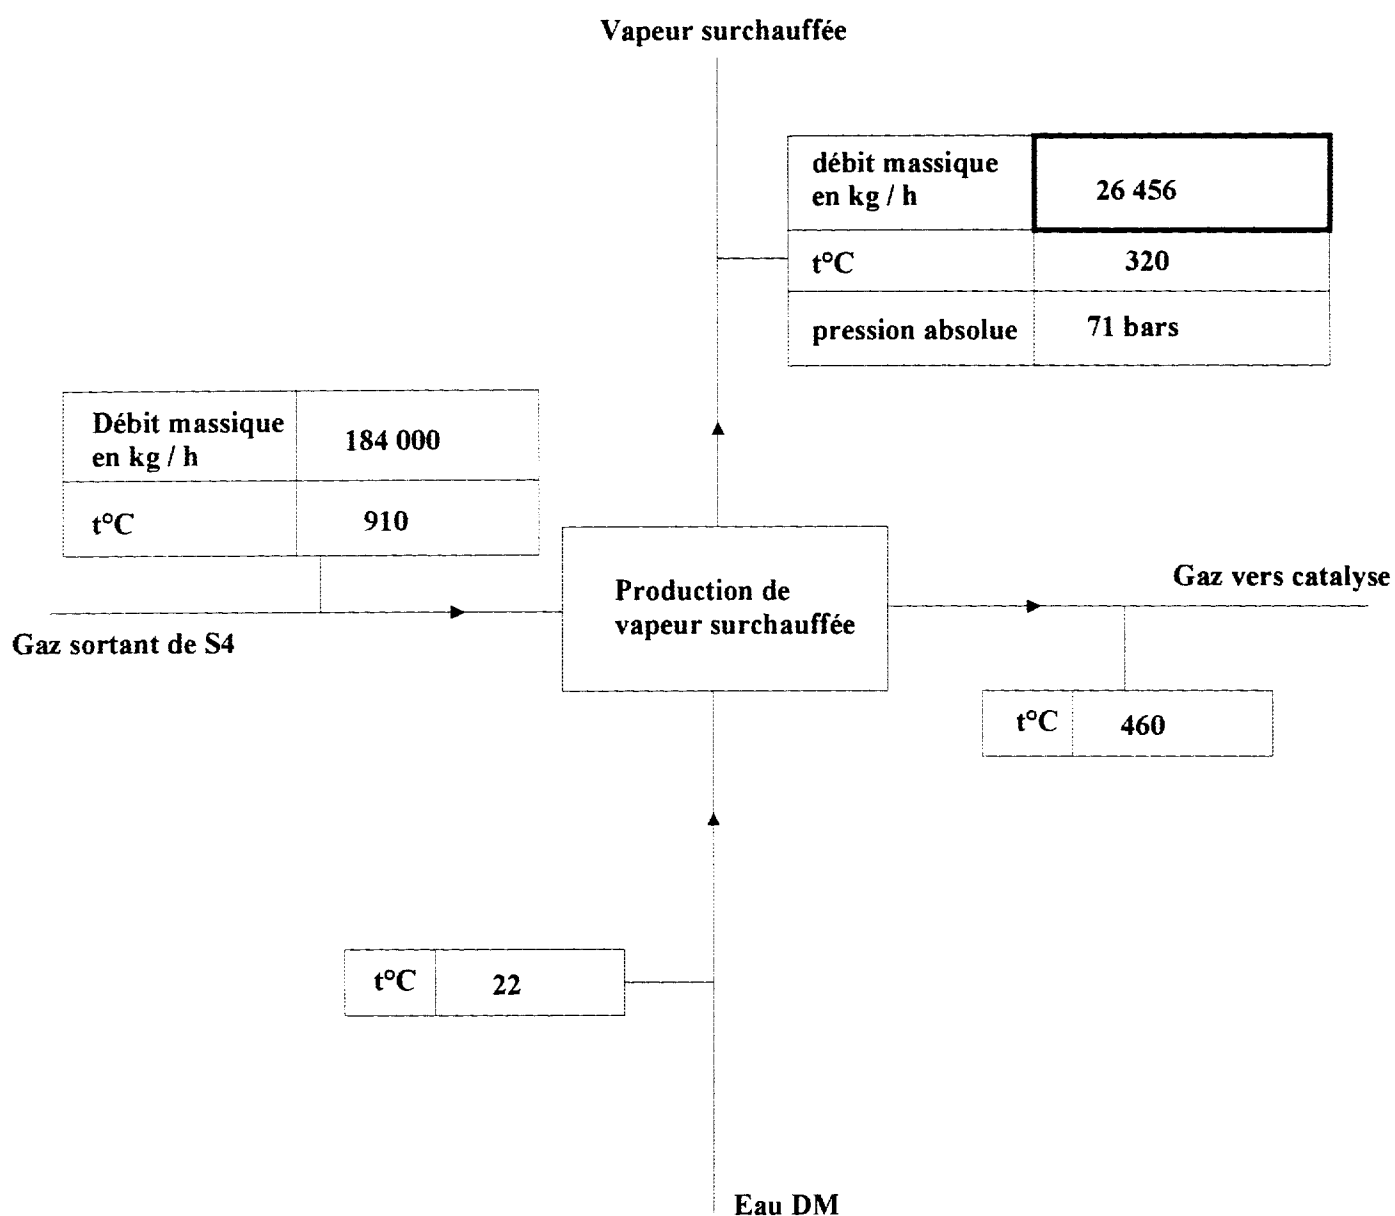 Vapeur surchauffée
débit massique
en kg / h
26 456
t°C
320
pression absolue
71 bars
Débit massique
en kg / h
184 000
t°C
910
Production de
vapeur surchauffée
Gaz vers catalyse
Gaz sortant de S4
t°C
460
t°C
22
Eau DM